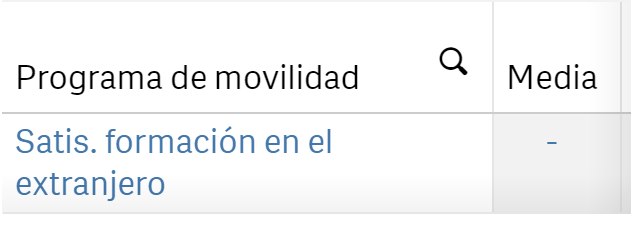 Programa de movilidad Media
Satis. formación en el -
extranjero